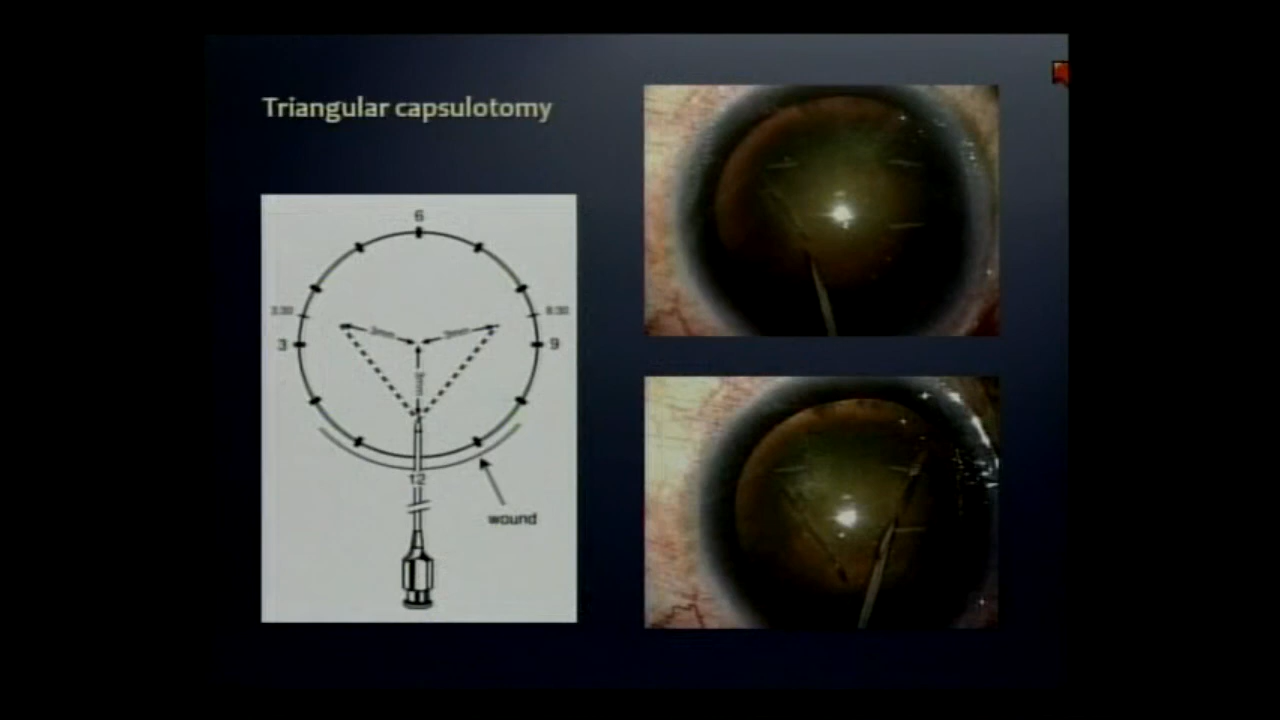 Triangular capsulotomy
6
3.30
8.30
3mm
3mm
3
9
3mm
12
wound